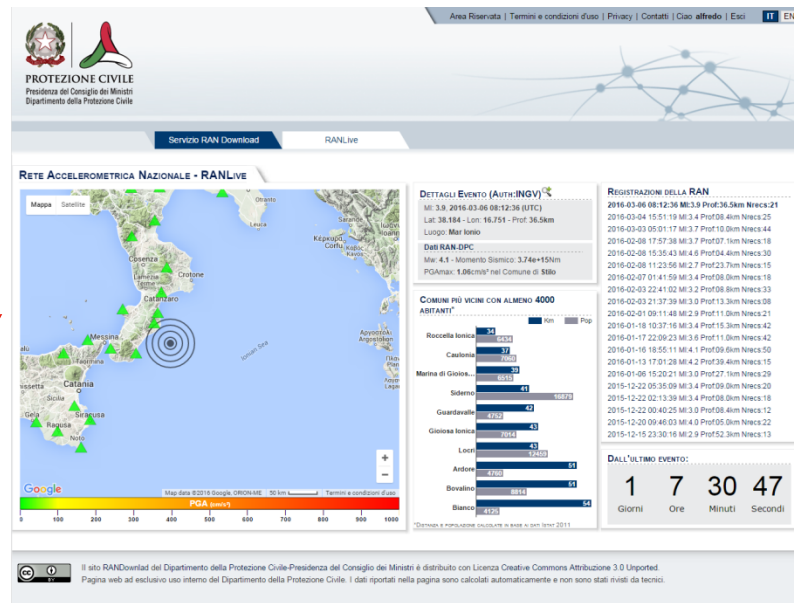 Area Riservata | Termini e condizioni d'uso | Privacy | Contatti | Ciao alfredo | Esci IT EN
PROTEZIONE CIVILE
Presidenza del Consiglio dei Ministri
Dipartimento della Protezione Civile
Servizio RAN Download RANLive
RETE ACCELEROMETRICA NAZIONALE - RANLIVE
Mappa Satellite
Otranto
Leuca
Sarandë
Κέρκυρα
Corfu
Cosenza
Crotone
Lamezia
Terme
Catanzaro
Messina
Taormina
Catania
Sicilia
Gela
Siracusa
Ragusa
Noto
Ionian Sea
Αργοστόλι
Argostolion
Google
Map data ©2016 Google, ORION-ME 50 km Termini e condizioni d'uso
PGA (cm/s²)
0 100 200 300 400 500 600 700 800 900 1000
DETTAGLI EVENTO (AUTH:INGV)
Ml: 3.9, 2016-03-06 08:12:36 (UTC)
Lat: 38.184 - Lon: 16.751 - Prof: 36.5km
Luogo: Mar Ionio
Dati RAN-DPC
Mw: 4.1 - Momento Sismico: 3.74e+15Nm
PGAmax: 1.06cm/s² nel Comune di Stilo
COMUNI PIÙ VICINI CON ALMENO 4000
ABITANTI*
Km Pop
Roccella Ionica 34 6434
Caulonia 37 7060
Marina di Gioios... 39 6515
Siderno 41 16879
Guardavalle 42 4752
Gioiosa Ionica 43 7014
Locri 43 12459
Ardore 51 4760
Bovalino 51 8814
Bianco 54 4125
*DISTANZA E POPOLAZIONE CALCOLATE IN BASE AI DATI ISTAT 2011
REGISTRAZIONI DELLA RAN
2016-03-06 08:12:36 Ml:3.9 Prof:36.5km Nrecs:21
2016-03-04 15:51:19 Ml:3.4 Prof:08.4km Nrecs:25
2016-03-03 05:01:17 Ml:3.7 Prof:10.0km Nrecs:44
2016-02-08 17:57:38 Ml:3.7 Prof:07.1km Nrecs:18
2016-02-08 15:35:43 Ml:4.6 Prof:04.4km Nrecs:30
2016-02-08 11:23:56 Ml:2.7 Prof:23.7km Nrecs:15
2016-02-07 01:41:59 Ml:3.4 Prof:08.0km Nrecs:18
2016-02-03 22:41:02 Ml:3.2 Prof:08.8km Nrecs:33
2016-02-03 21:37:39 Ml:3.0 Prof:13.3km Nrecs:08
2016-02-01 09:11:48 Ml:2.9 Prof:11.0km Nrecs:21
2016-01-18 10:37:16 Ml:3.4 Prof:15.3km Nrecs:42
2016-01-17 22:09:23 Ml:3.6 Prof:11.0km Nrecs:42
2016-01-16 18:55:11 Ml:4.1 Prof:09.6km Nrecs:50
2016-01-13 17:01:28 Ml:4.2 Prof:39.4km Nrecs:15
2016-01-06 15:20:21 Ml:3.0 Prof:27.1km Nrecs:29
2015-12-22 05:35:09 Ml:3.4 Prof:09.0km Nrecs:20
2015-12-22 02:13:39 Ml:3.4 Prof:08.0km Nrecs:18
2015-12-22 00:40:25 Ml:3.0 Prof:08.4km Nrecs:12
2015-12-20 09:46:03 Ml:4.0 Prof:05.0km Nrecs:22
2015-12-15 23:30:16 Ml:2.9 Prof:52.3km Nrecs:13
DALL'ULTIMO EVENTO:
1 7 30 47
Giorni Ore Minuti Secondi
cc BY
Il sito RANDownlad del Dipartimento della Protezione Civile-Presidenza del Consiglio dei Ministri è distribuito con Licenza Creative Commons Attribuzione 3.0 Unported.
Pagina web ad esclusivo uso interno del Dipartimento della Protezione Civile. I dati riportati nella pagina sono calcolati automaticamente e non sono stati rivisti da tecnici.